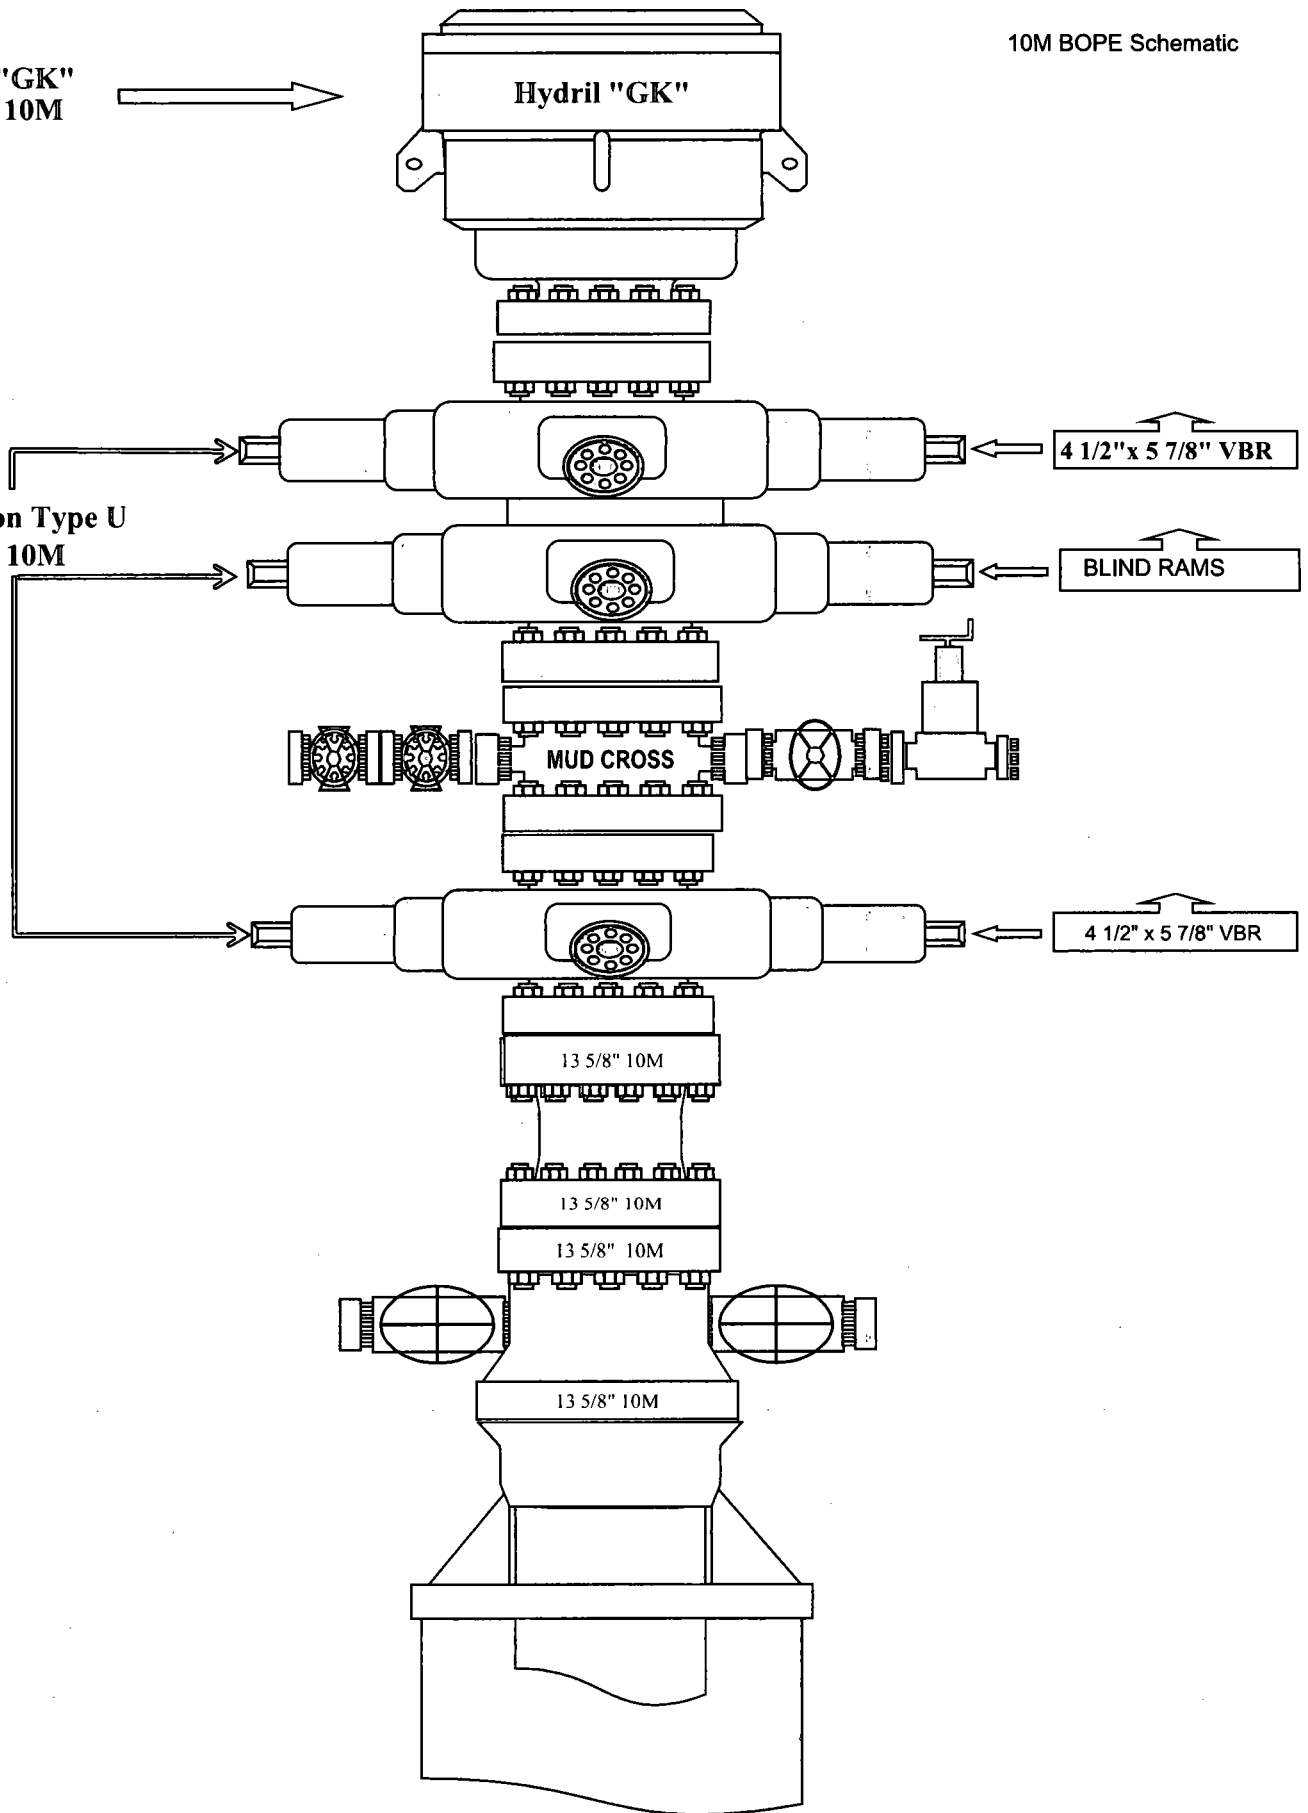 10M BOPE Schematic
"GK"
10M
Hydril "GK"
4 1/2"x 5 7/8" VBR
on Type U
10M
BLIND RAMS
MUD CROSS
4 1/2" x 5 7/8" VBR
13 5/8" 10M
13 5/8" 10M
13 5/8" 10M
13 5/8" 10M